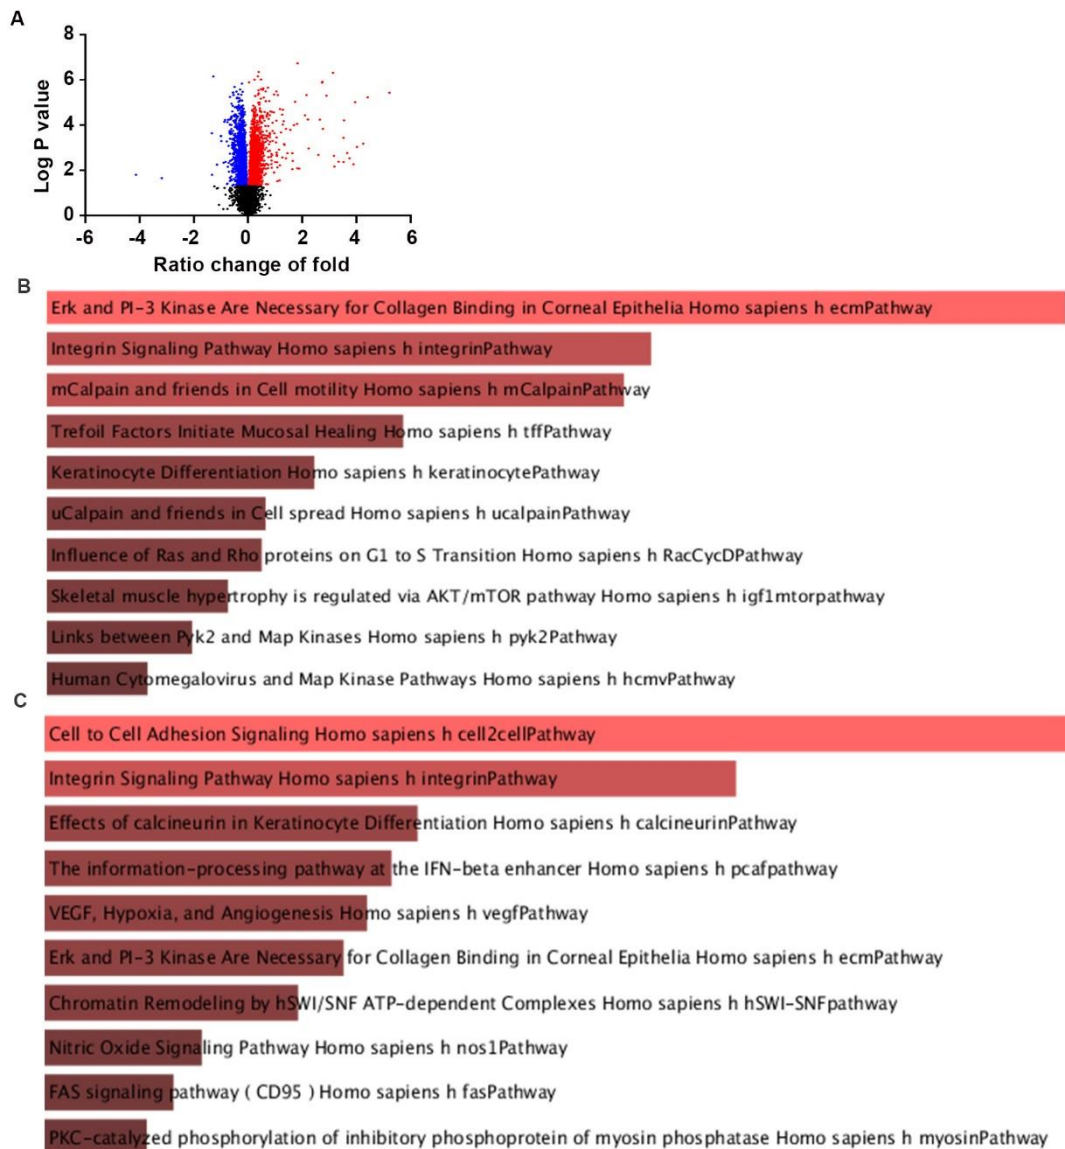 A
8
6
4
2
0
Log P value
-6 -4 -2 0 2 4 6
Ratio change of fold
B
Erk and PI-3 Kinase Are Necessary for Collagen Binding in Corneal Epithelia Homo sapiens h ecmPathway
Integrin Signaling Pathway Homo sapiens h integrinPathway
mCalpain and friends in Cell motility Homo sapiens h mCalpainPathway
Trefoil Factors Initiate Mucosal Healing Homo sapiens h tffPathway
Keratinocyte Differentiation Homo sapiens h keratinocytePathway
uCalpain and friends in Cell spread Homo sapiens h ucalpainPathway
Influence of Ras and Rho proteins on G1 to S Transition Homo sapiens h RacCycDPathway
Skeletal muscle hypertrophy is regulated via AKT/mTOR pathway Homo sapiens h igf1mtorpathway
Links between Pyk2 and Map Kinases Homo sapiens h pyk2Pathway
Human Cytomegalovirus and Map Kinase Pathways Homo sapiens h hcmvPathway
C
Cell to Cell Adhesion Signaling Homo sapiens h cell2cellPathway
Integrin Signaling Pathway Homo sapiens h integrinPathway
Effects of calcineurin in Keratinocyte Differentiation Homo sapiens h calcineurinPathway
The information-processing pathway at the IFN-beta enhancer Homo sapiens h pcafpathway
VEGF, Hypoxia, and Angiogenesis Homo sapiens h vegfPathway
Erk and PI-3 Kinase Are Necessary for Collagen Binding in Corneal Epithelia Homo sapiens h ecmPathway
Chromatin Remodeling by hSWI/SNF ATP-dependent Complexes Homo sapiens h hSWI-SNFpathway
Nitric Oxide Signaling Pathway Homo sapiens h nos1Pathway
FAS signaling pathway ( CD95 ) Homo sapiens h fasPathway
PKC-catalyzed phosphorylation of inhibitory phosphoprotein of myosin phosphatase Homo sapiens h myosinPathway